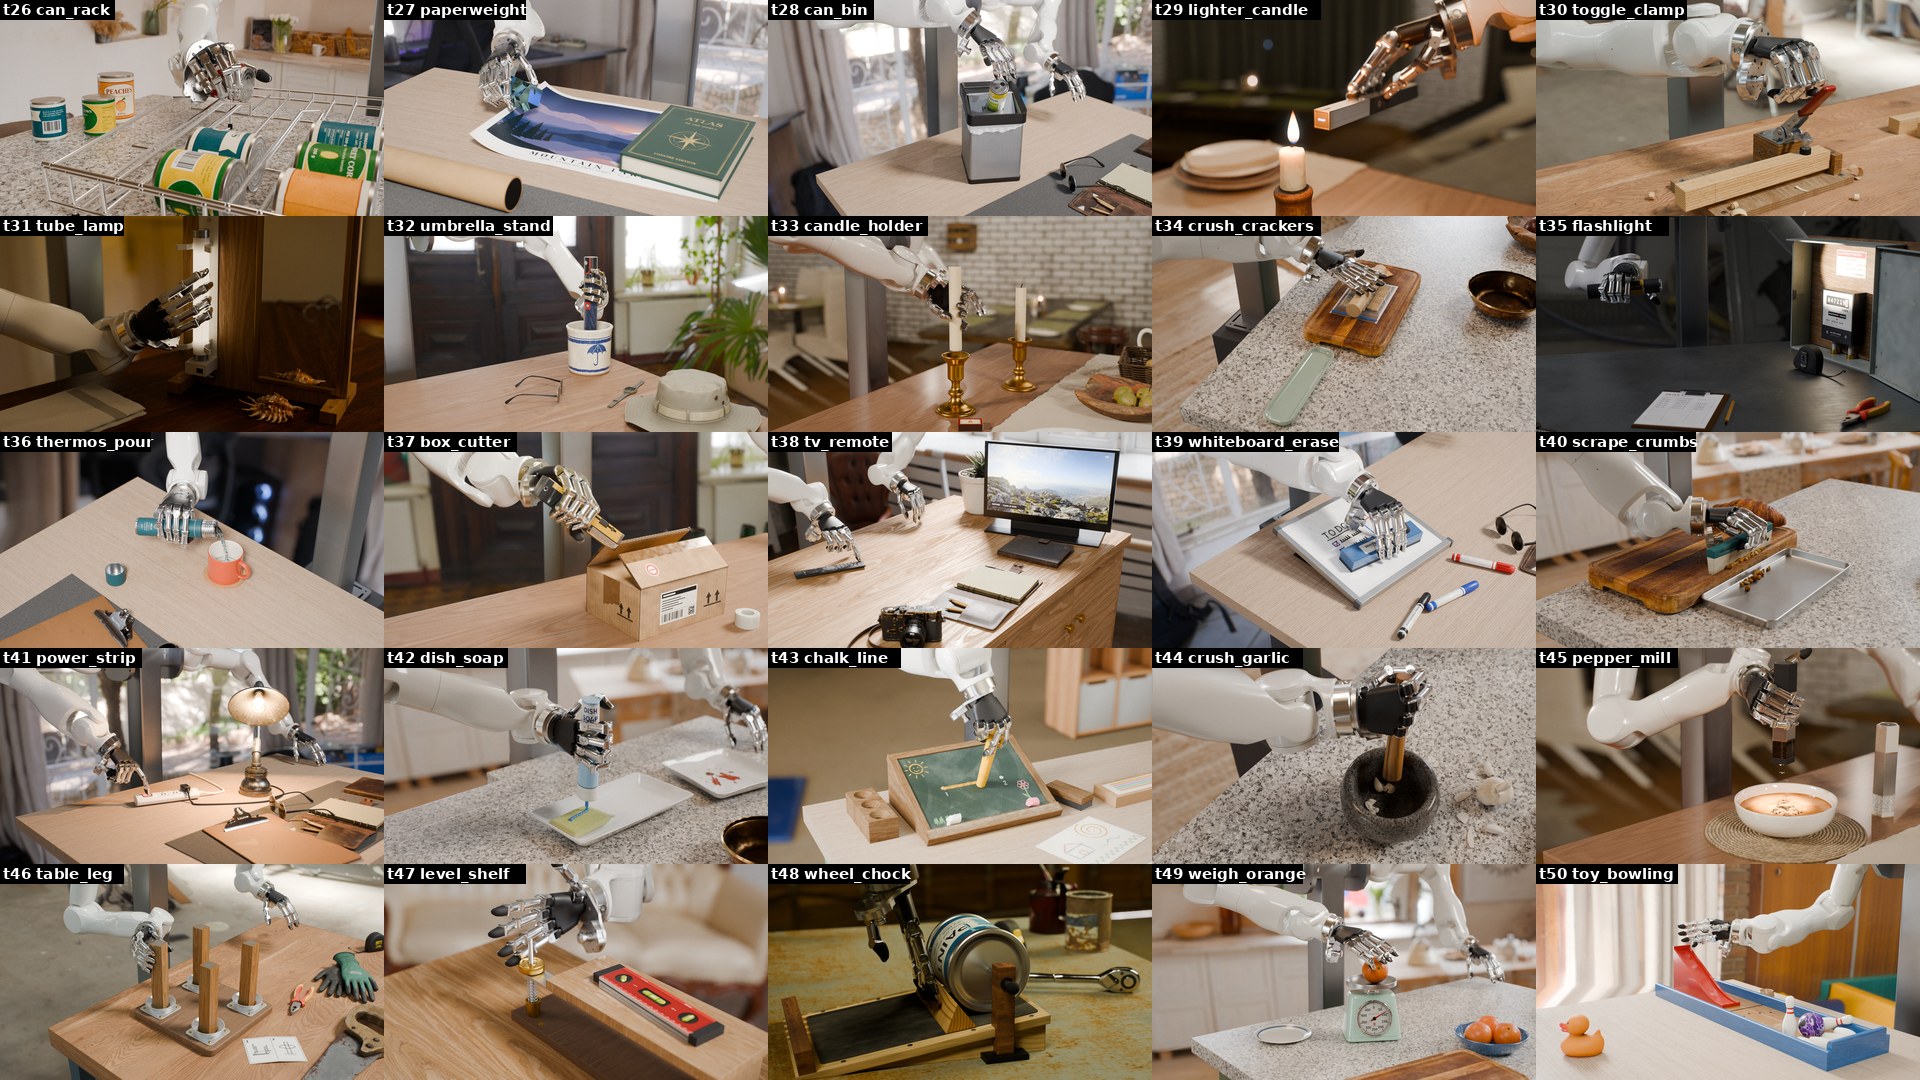 t26 can_rack
t27 paperweight
t28 can_bin
t29 lighter_candle
t30 toggle_clamp
PEACHES
ATLAS
MOUNTAIN
t31 tube_lamp
t32 umbrella_stand
t33 candle_holder
t34 crush_crackers
t35 flashlight
t36 thermos_pour
t37 box_cutter
t38 tv_remote
t39 whiteboard_erase
t40 scrape_crumbs
TO DO
t41 power_strip
t42 dish_soap
t43 chalk_line
t44 crush_garlic
t45 pepper_mill
DISH
SOAP
t46 table_leg
t47 level_shelf
t48 wheel_chock
t49 weigh_orange
t50 toy_bowling